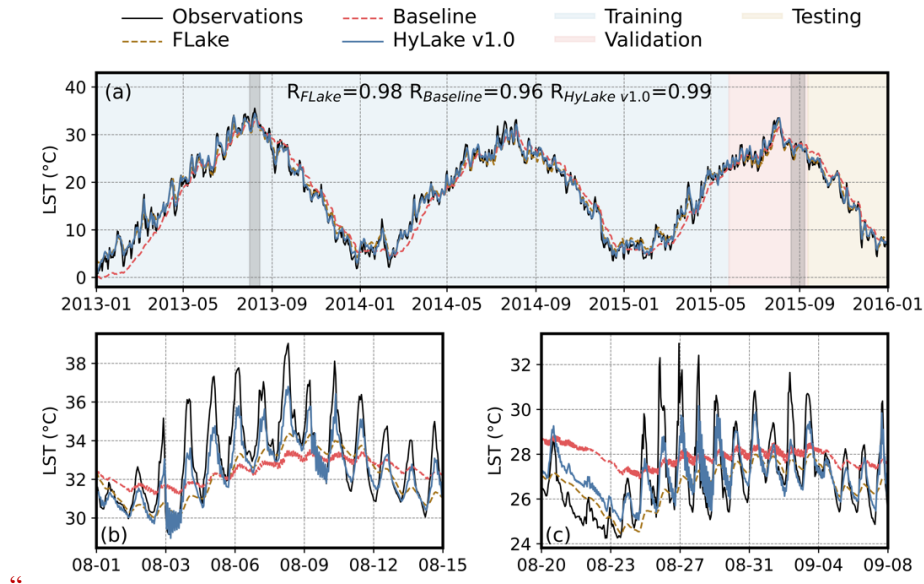 Observations Baseline Training Testing
FLake HyLake v1.0 Validation
(a) R_FLake=0.98 R_Baseline=0.96 R_HyLake v1.0=0.99
LST (°C)
40
30
20
10
0
2013-01 2013-05 2013-09 2014-01 2014-05 2014-09 2015-01 2015-05 2015-09 2016-01
LST (°C)
38
36
34
32
30
(b)
08-01 08-03 08-06 08-09 08-12 08-15
LST (°C)
32
30
28
26
24
(c)
08-20 08-23 08-27 08-31 09-04 09-08
“